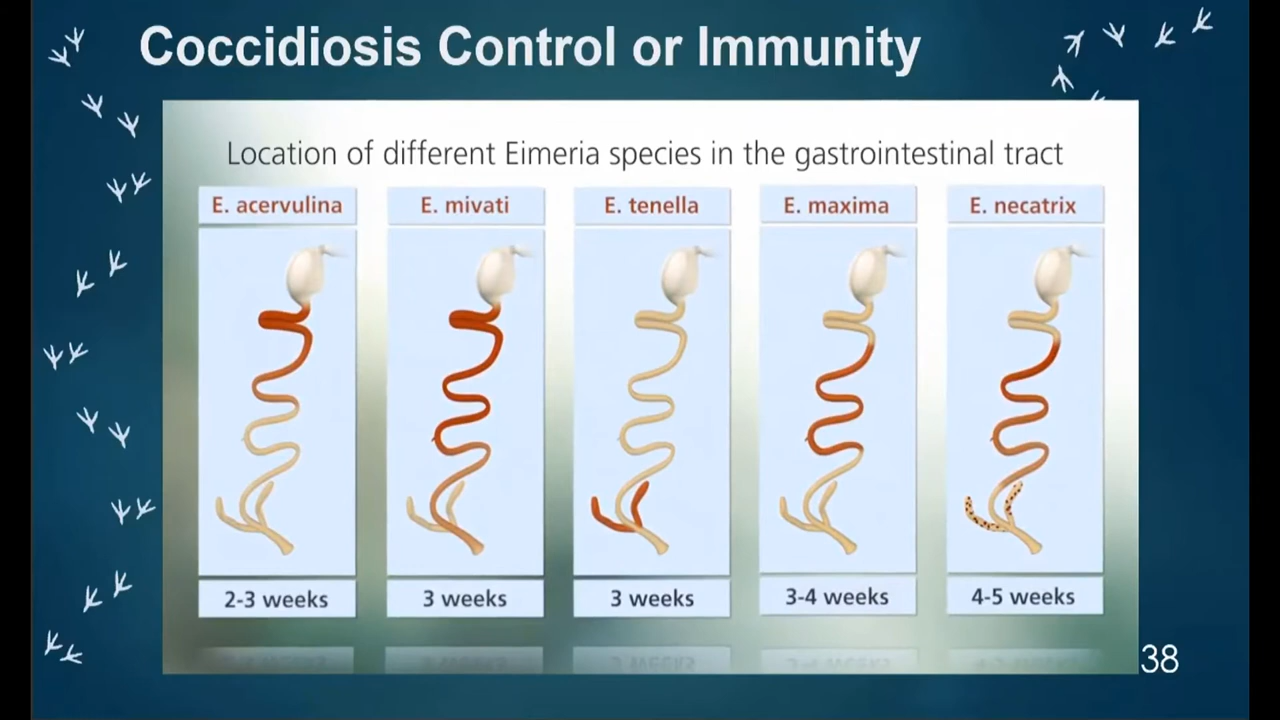 Coccidiosis Control or Immunity
Location of different Eimeria species in the gastrointestinal tract
E. acervulina
E. mivati
E. tenella
E. maxima
E. necatrix
2-3 weeks
3 weeks
3 weeks
3-4 weeks
4-5 weeks
38